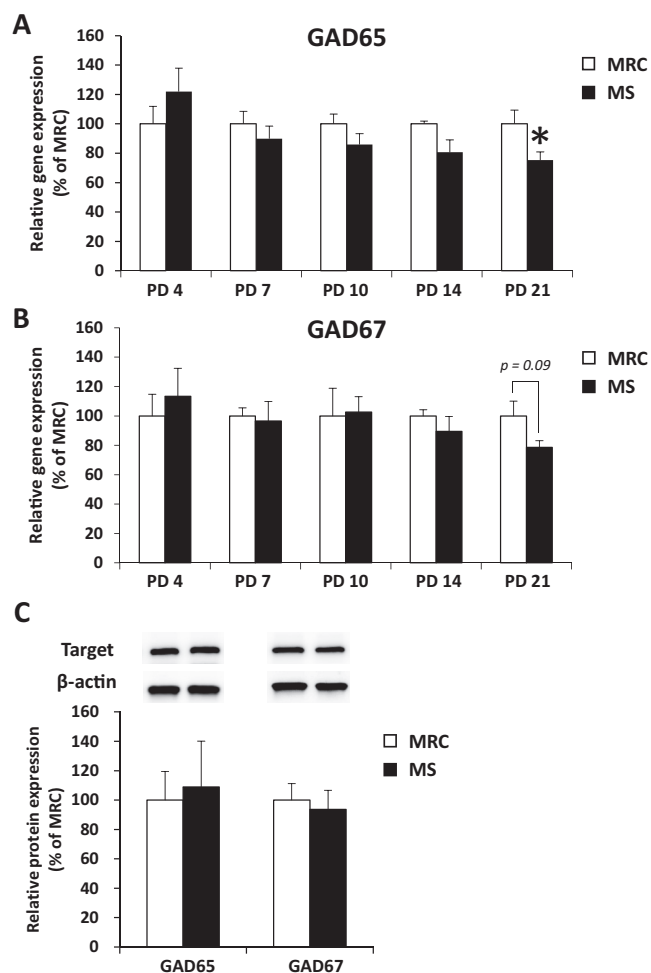 A
GAD65
Relative gene expression
(% of MRC)
160
140
120
100
80
60
40
20
0
MRC
MS
*
PD 4 PD 7 PD 10 PD 14 PD 21
B
GAD67
Relative gene expression
(% of MRC)
160
140
120
100
80
60
40
20
0
MRC
MS
p = 0.09
PD 4 PD 7 PD 10 PD 14 PD 21
C
Target
β-actin
Relative protein expression
(% of MRC)
160
140
120
100
80
60
40
20
0
MRC
MS
GAD65 GAD67